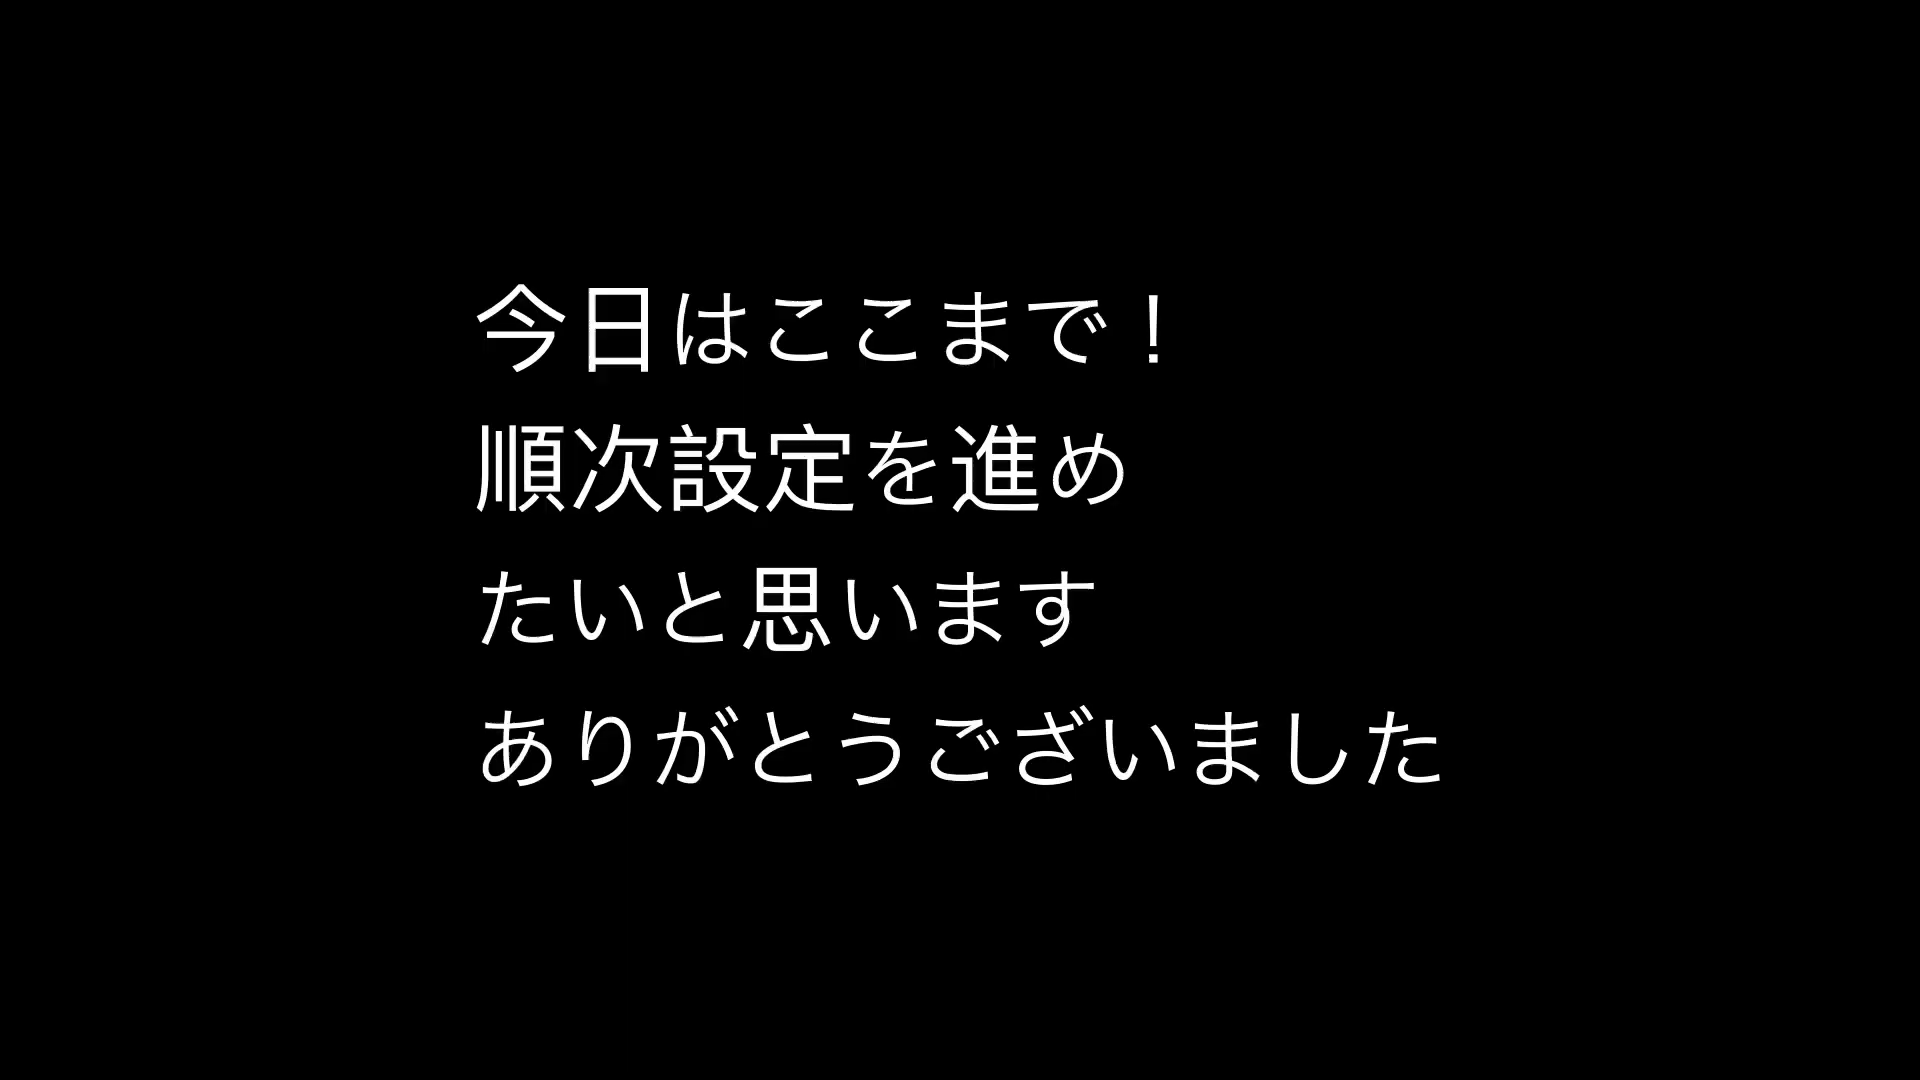 今日はここまで！
順次設定を進め
たいと思います
ありがとうございました